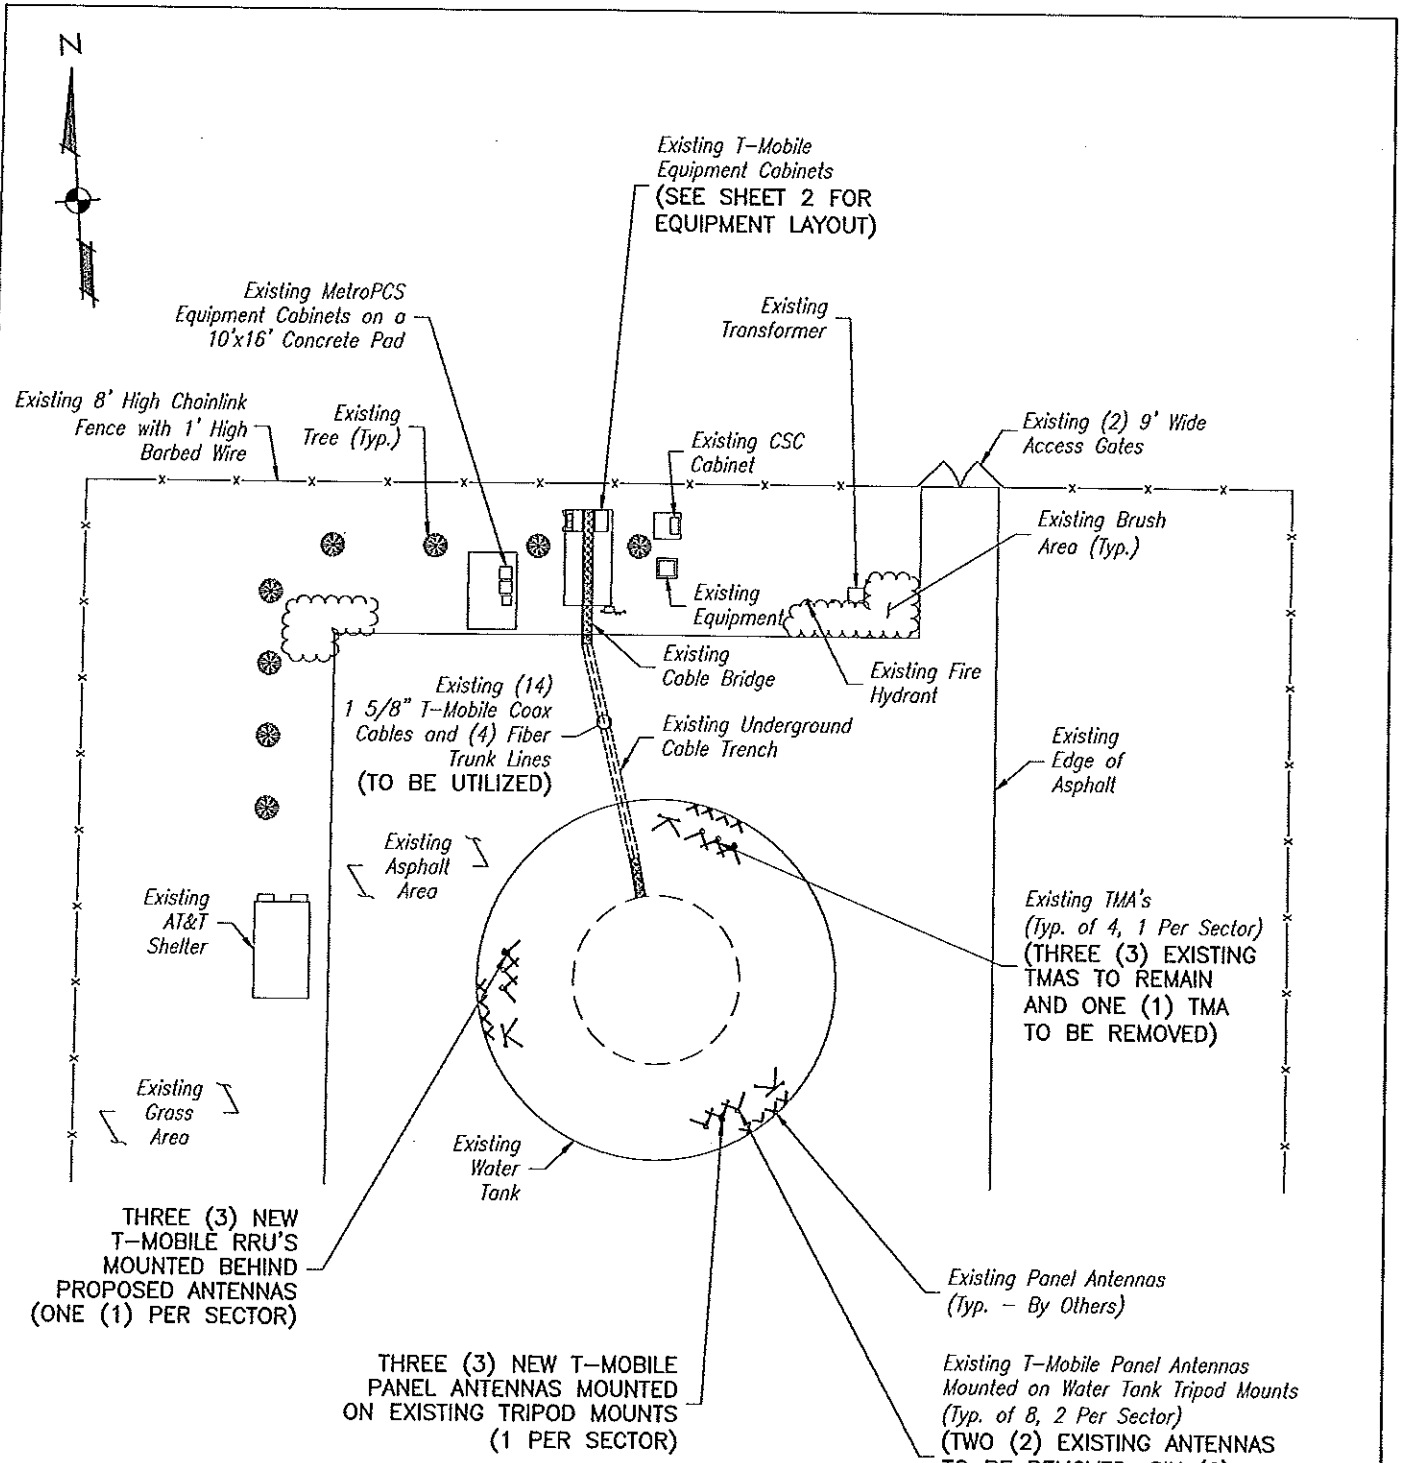 N
Existing T-Mobile
Equipment Cabinets
(SEE SHEET 2 FOR
EQUIPMENT LAYOUT)
Existing MetroPCS
Equipment Cabinets on a
10'x16' Concrete Pad
Existing
Transformer
Existing 8' High Chainlink
Fence with 1' High
Barbed Wire
Existing
Tree (Typ.)
Existing CSC
Cabinet
Existing (2) 9' Wide
Access Gates
Existing Brush
Area (Typ.)
Existing
Equipment
Existing
Cable Bridge
Existing Fire
Hydrant
Existing (14)
1 5/8" T-Mobile Coax
Cables and (4) Fiber
Trunk Lines
(TO BE UTILIZED)
Existing Underground
Cable Trench
Existing
Edge of
Asphalt
Existing
Asphalt
Area
Existing
AT&T
Shelter
Existing TMA's
(Typ. of 4, 1 Per Sector)
(THREE (3) EXISTING
TMAS TO REMAIN
AND ONE (1) TMA
TO BE REMOVED)
Existing
Grass
Area
Existing
Water
Tank
THREE (3) NEW
T-MOBILE RRU'S
MOUNTED BEHIND
PROPOSED ANTENNAS
(ONE (1) PER SECTOR)
Existing Panel Antennas
(Typ. - By Others)
THREE (3) NEW T-MOBILE
PANEL ANTENNAS MOUNTED
ON EXISTING TRIPOD MOUNTS
(1 PER SECTOR)
Existing T-Mobile Panel Antennas
Mounted on Water Tank Tripod Mounts
(Typ. of 8, 2 Per Sector)
(TWO (2) EXISTING ANTENNAS